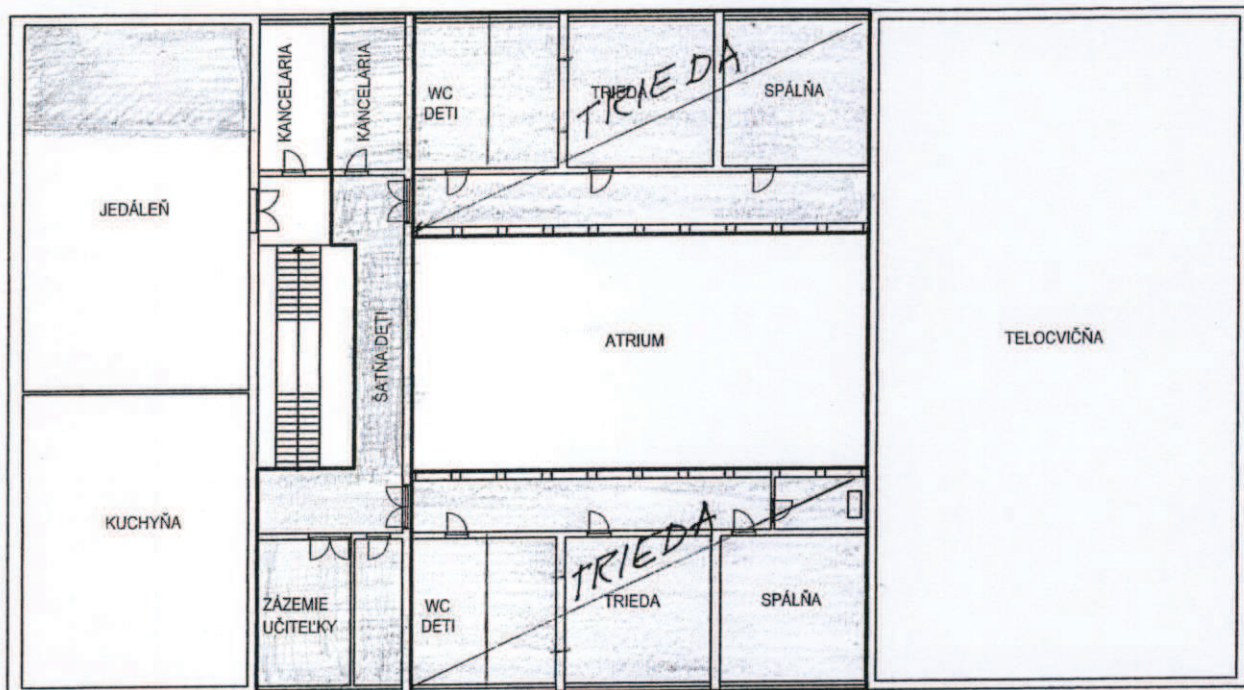 KANCELARIA
KANCELARIA
WC
DETI
TRIEDA
TRIEDA
SPÁLŇA
JEDÁLEŇ
ŠATŇA DETI
ATRIUM
TELOCVIČŇA
KUCHYŇA
TRIEDA
ZÁZEMIE
UČITEĽKY
WC
DETI
TRIEDA
SPÁLŇA